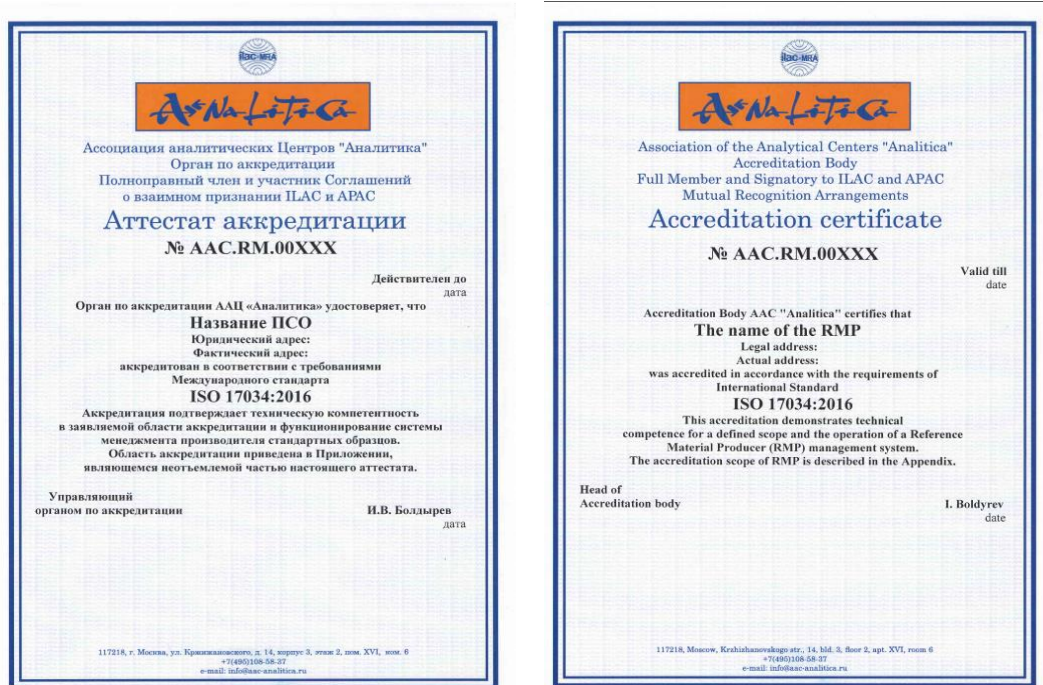 ilac-MRA
AsNaLiTiCa
Ассоциация аналитических Центров "Аналитика"
Орган по аккредитации
Полноправный член и участник Соглашений
о взаимном признании ILAC и APAC
Аттестат аккредитации
№ AAC.RM.00XXX
Действителен до
дата
Орган по аккредитации ААЦ «Аналитика» удостоверяет, что
Название ПСО
Юридический адрес:
Фактический адрес:
аккредитован в соответствии с требованиями
Международного стандарта
ISO 17034:2016
Аккредитация подтверждает техническую компетентность
в заявляемой области аккредитации и функционирование системы
менеджмента производителя стандартных образцов.
Область аккредитации приведена в Приложении,
являющемся неотъемлемой частью настоящего аттестата.
Управляющий
органом по аккредитации
И.В. Болдырев
дата
117218, г. Москва, ул. Кржижановского, д. 14, корпус 3, этаж 2, пом. XVI, ком. 6
+7(495)108-58-37
e-mail: info@aac-analitica.ru
ilac-MRA
AsNaLiTiCa
Association of the Analytical Centers "Analitica"
Accreditation Body
Full Member and Signatory to ILAC and APAC
Mutual Recognition Arrangements
Accreditation certificate
№ AAC.RM.00XXX
Valid till
date
Accreditation Body AAC "Analitica" certifies that
The name of the RMP
Legal address:
Actual address:
was accredited in accordance with the requirements of
International Standard
ISO 17034:2016
This accreditation demonstrates technical
competence for a defined scope and the operation of a Reference
Material Producer (RMP) management system.
The accreditation scope of RMP is described in the Appendix.
Head of
Accreditation body
I. Boldyrev
date
117218, Moscow, Krzhizhanovskogo str., 14, bld. 3, floor 2, apt. XVI, room 6
+7(495)108-58-37
e-mail: info@aac-analitica.ru